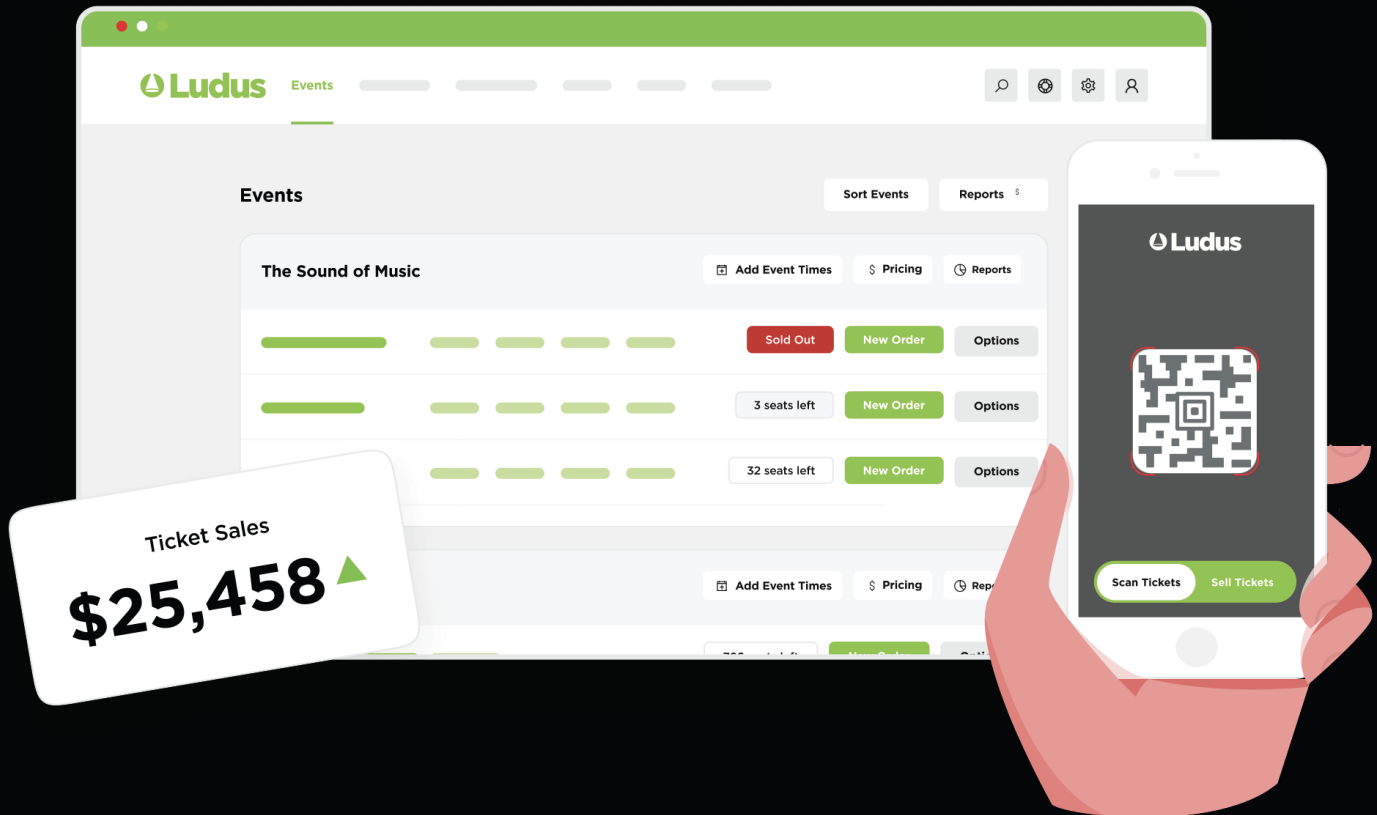 Ludus Events
Events
Sort Events
Reports $
The Sound of Music
Add Event Times
$ Pricing
Reports
Sold Out
New Order
Options
3 seats left
New Order
Options
32 seats left
New Order
Options
Add Event Times
$ Pricing
Ticket Sales
$25,458
Ludus
Scan Tickets
Sell Tickets